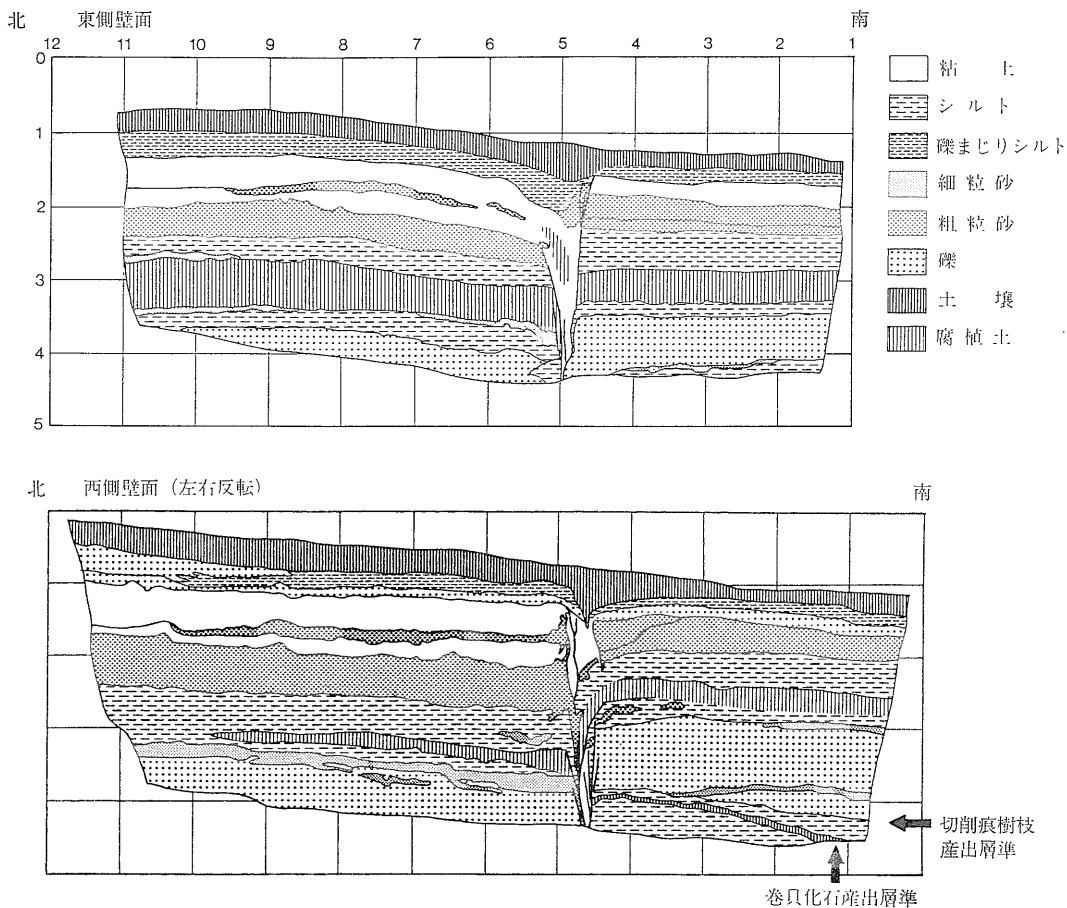 北 東側壁面 南
12 11 10 9 8 7 6 5 4 3 2 1
0
1
2
3
4
5
粘 土
シルト
礫まじりシルト
細粒砂
粗粒砂
礫
土 壌
腐植土
北 西側壁面(左右反転) 南
切削痕樹枝
産出層準
巻貝化石産出層準